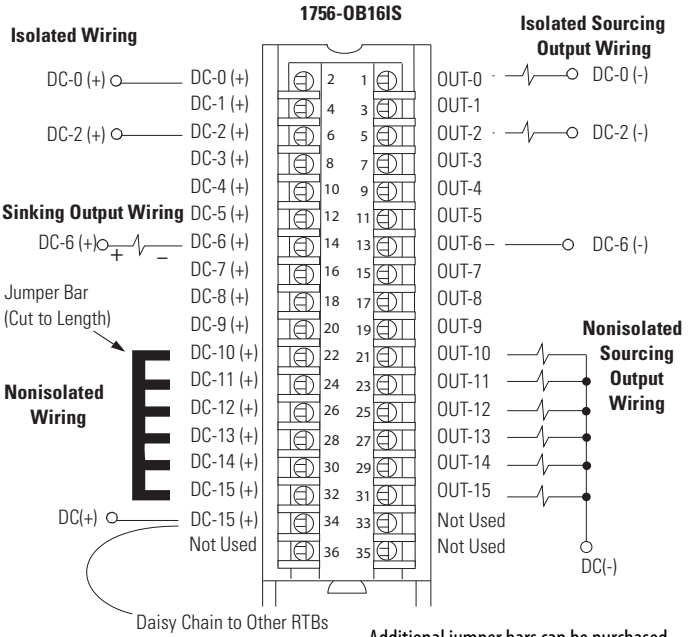 1756-OB16IS
Isolated Wiring
Isolated Sourcing
Output Wiring
DC-0 (+) DC-0 (+) 2 1 OUT-0 DC-0 (-)
DC-1 (+) 4 3 OUT-1
DC-2 (+) DC-2 (+) 6 5 OUT-2 DC-2 (-)
DC-3 (+) 8 7 OUT-3
DC-4 (+) 10 9 OUT-4
Sinking Output Wiring DC-5 (+) 12 11 OUT-5
DC-6 (+) + – DC-6 (+) 14 13 OUT-6 DC-6 (-)
DC-7 (+) 16 15 OUT-7
Jumper Bar
(Cut to Length)
DC-8 (+) 18 17 OUT-8
DC-9 (+) 20 19 OUT-9
Nonisolated
Sourcing
Output
Wiring
DC-10 (+) 22 21 OUT-10
DC-11 (+) 24 23 OUT-11
Nonisolated
Wiring
DC-12 (+) 26 25 OUT-12
DC-13 (+) 28 27 OUT-13
DC-14 (+) 30 29 OUT-14
DC-15 (+) 32 31 OUT-15
DC(+) DC-15 (+) 34 33 Not Used
Not Used 36 35 Not Used
DC(-)
Daisy Chain to Other RTBs
Additional jumper bars can be purchased